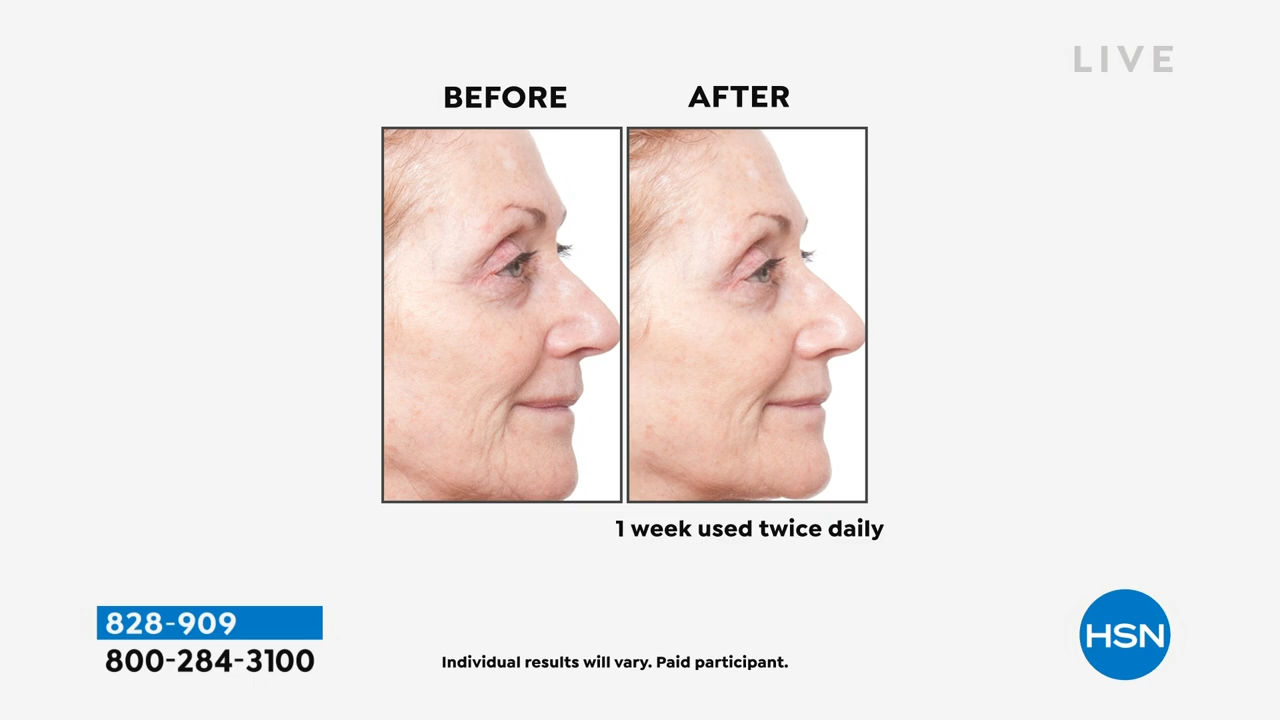 LIVE
BEFORE
AFTER
1 week used twice daily
828-909
800-284-3100
Individual results will vary. Paid participant.
HSN